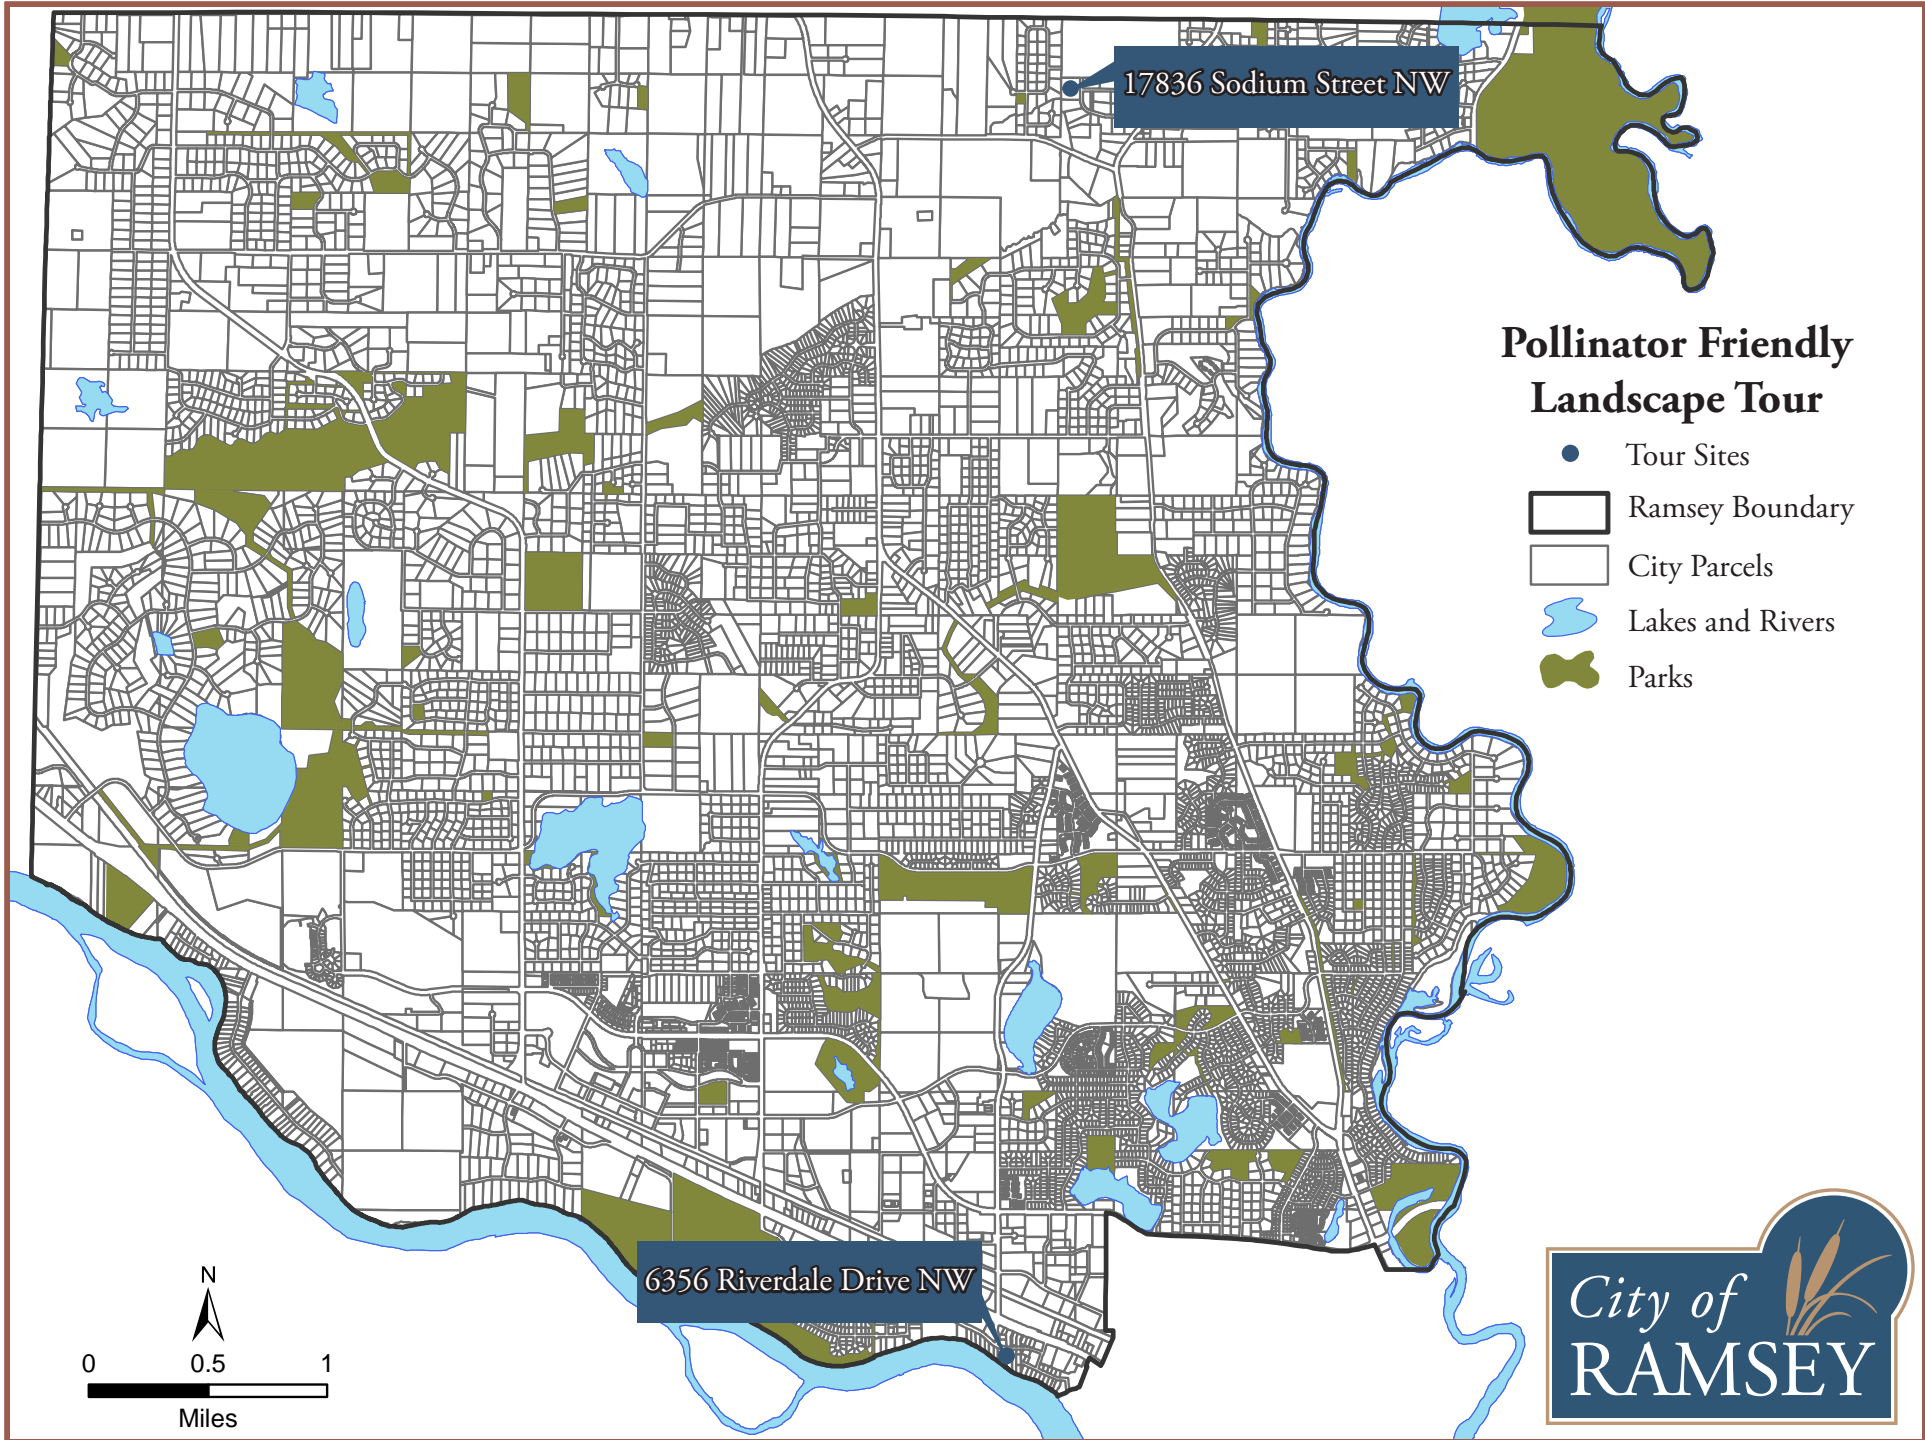 17836 Sodium Street NW
Pollinator Friendly
Landscape Tour
Tour Sites
Ramsey Boundary
City Parcels
Lakes and Rivers
Parks
6356 Riverdale Drive NW
N
0 0.5 1
Miles
City of
RAMSEY